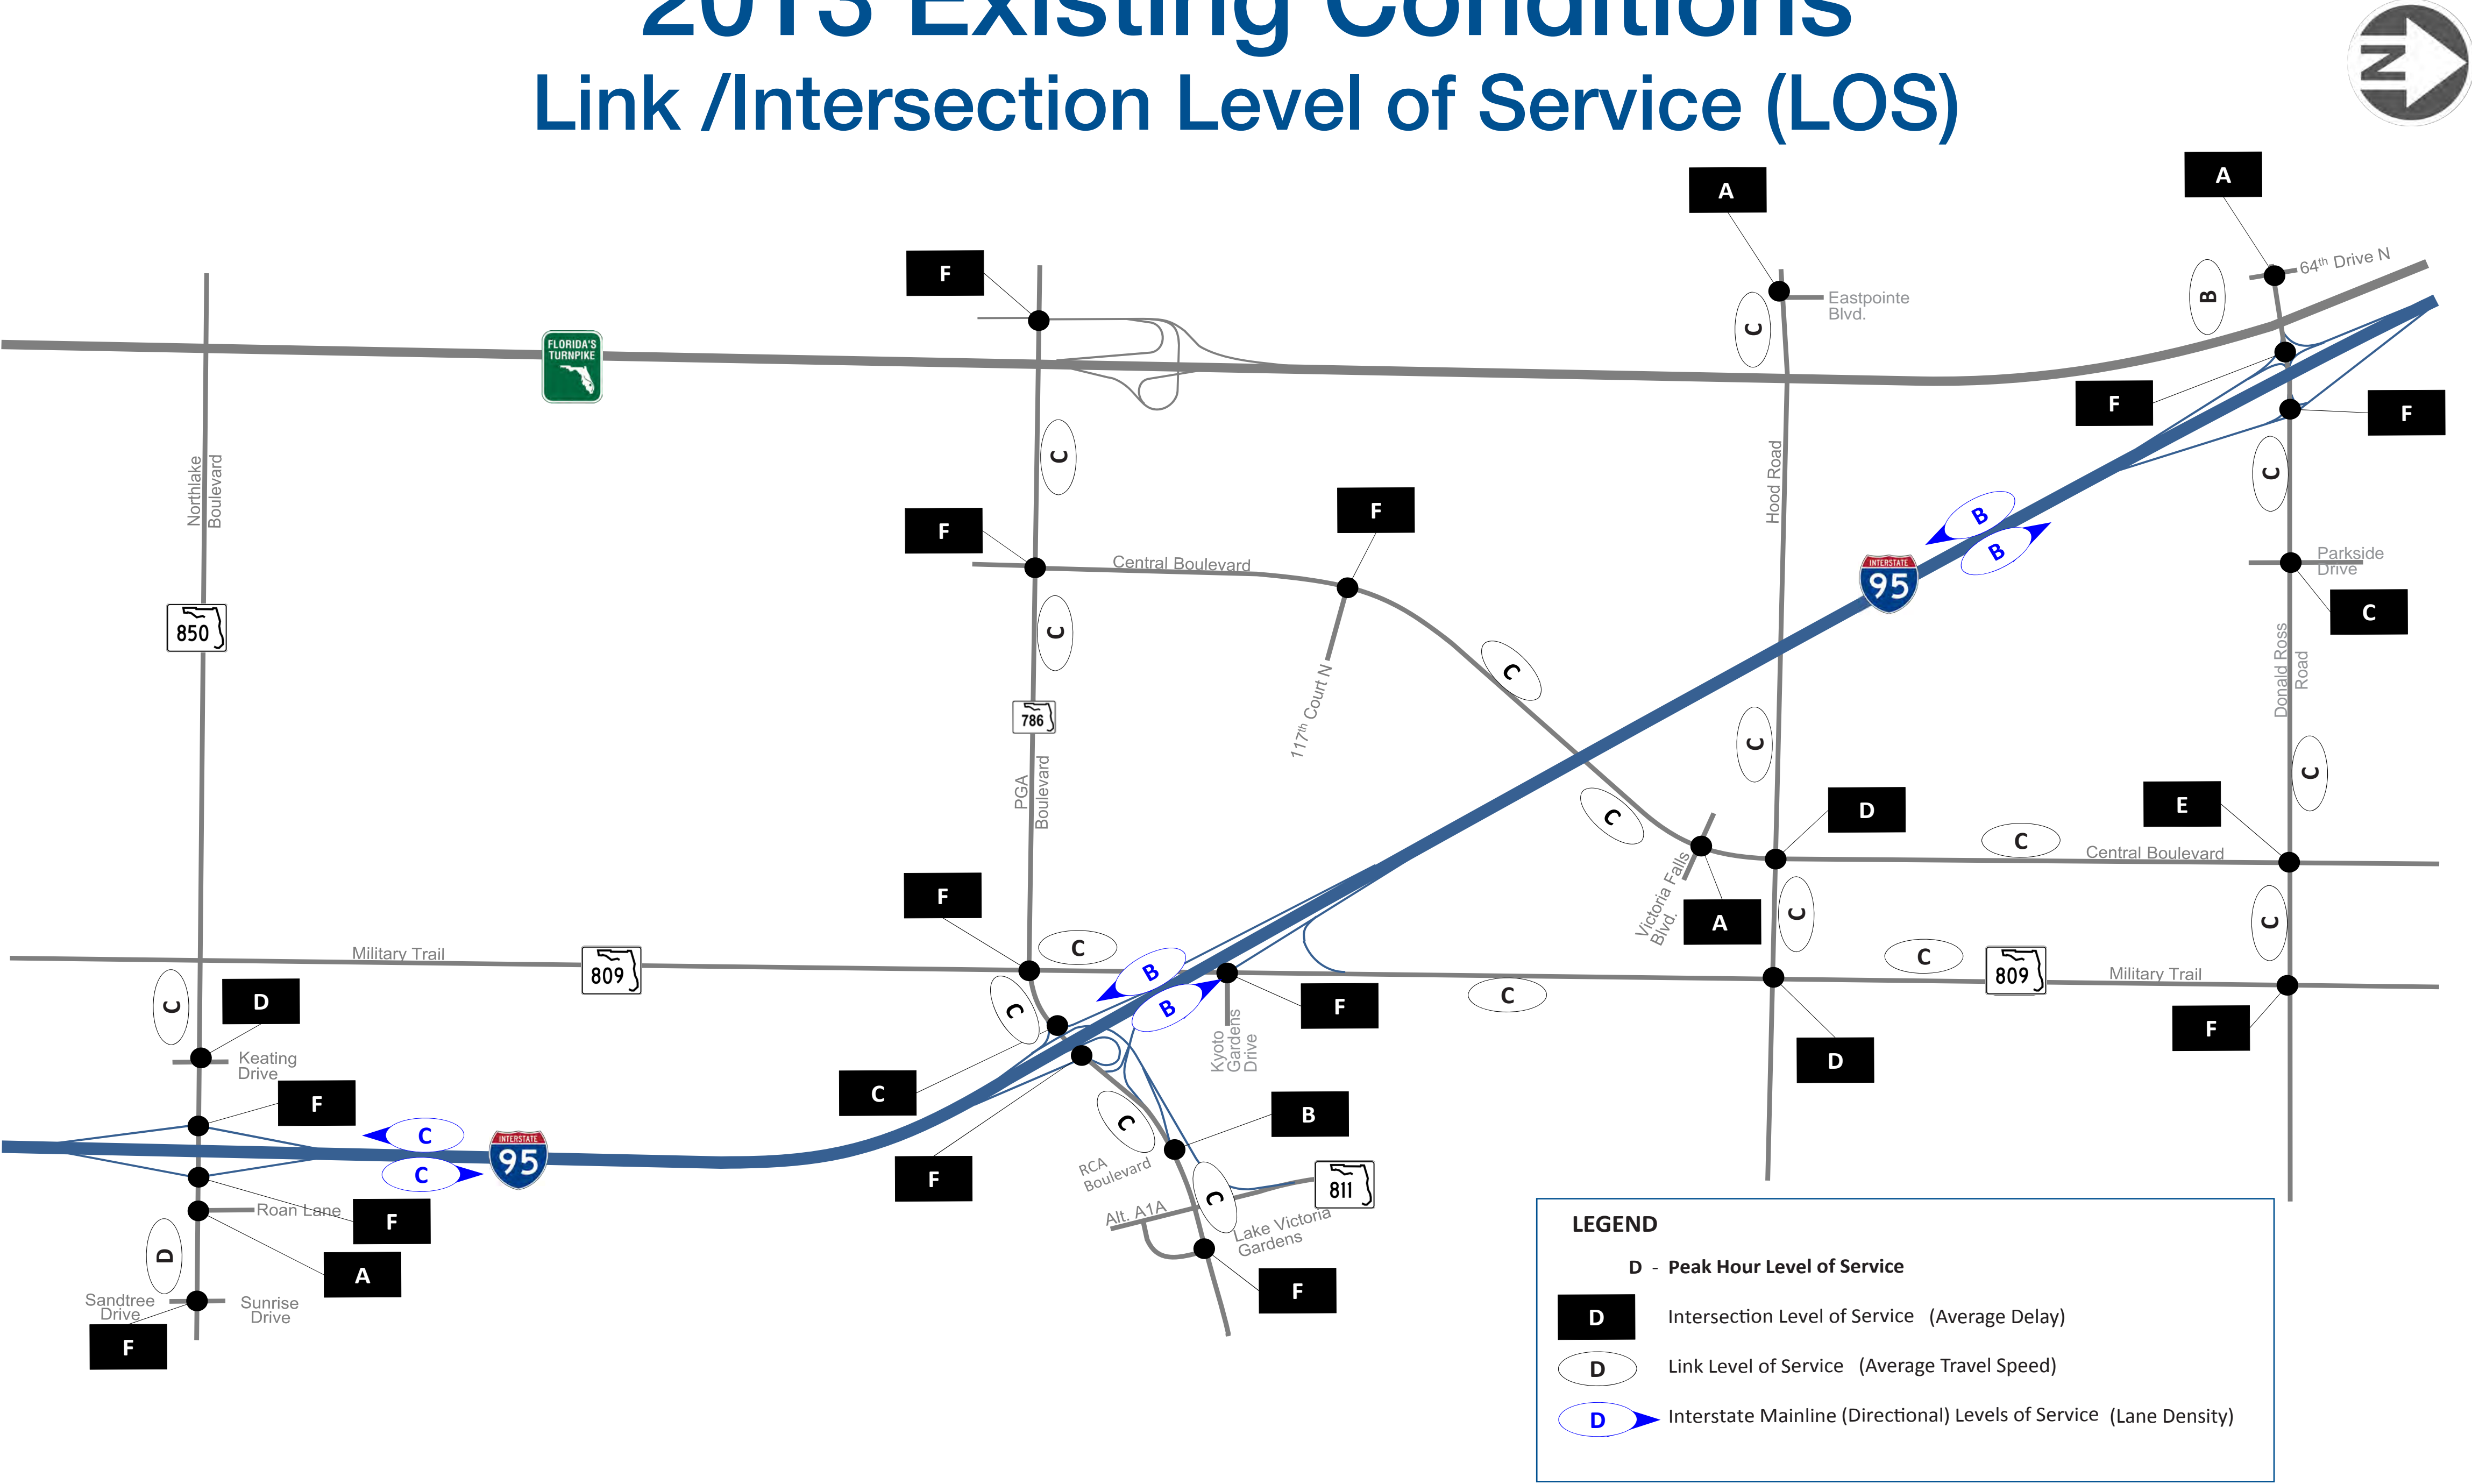 2013 Existing Conditions
Link /Intersection Level of Service (LOS)
N
A
A
F
64th Drive N
B
Eastpointe
Blvd.
C
FLORIDA'S
TURNPIKE
F
F
C
Northlake
Boulevard
Hood Road
C
F
F
B
B
Central Boulevard
INTERSTATE
95
Parkside
Drive
C
850
C
C
Donald Ross
Road
117th Court N
786
C
C
PGA
Boulevard
C
D
E
C
Central Boulevard
Victoria Falls
Blvd.
A
C
C
F
Military Trail
809
C
B
B
C
C
809
Military Trail
C
D
C
F
Kyoto
Gardens
Drive
F
D
Keating
Drive
F
C
C
INTERSTATE
95
C
F
C
B
RCA
Boulevard
C
811
Alt. A1A
Lake Victoria
Gardens
F
Roan Lane
F
D
A
Sandtree
Drive
Sunrise
Drive
F
LEGEND
D - Peak Hour Level of Service
D Intersection Level of Service (Average Delay)
D Link Level of Service (Average Travel Speed)
D Interstate Mainline (Directional) Levels of Service (Lane Density)